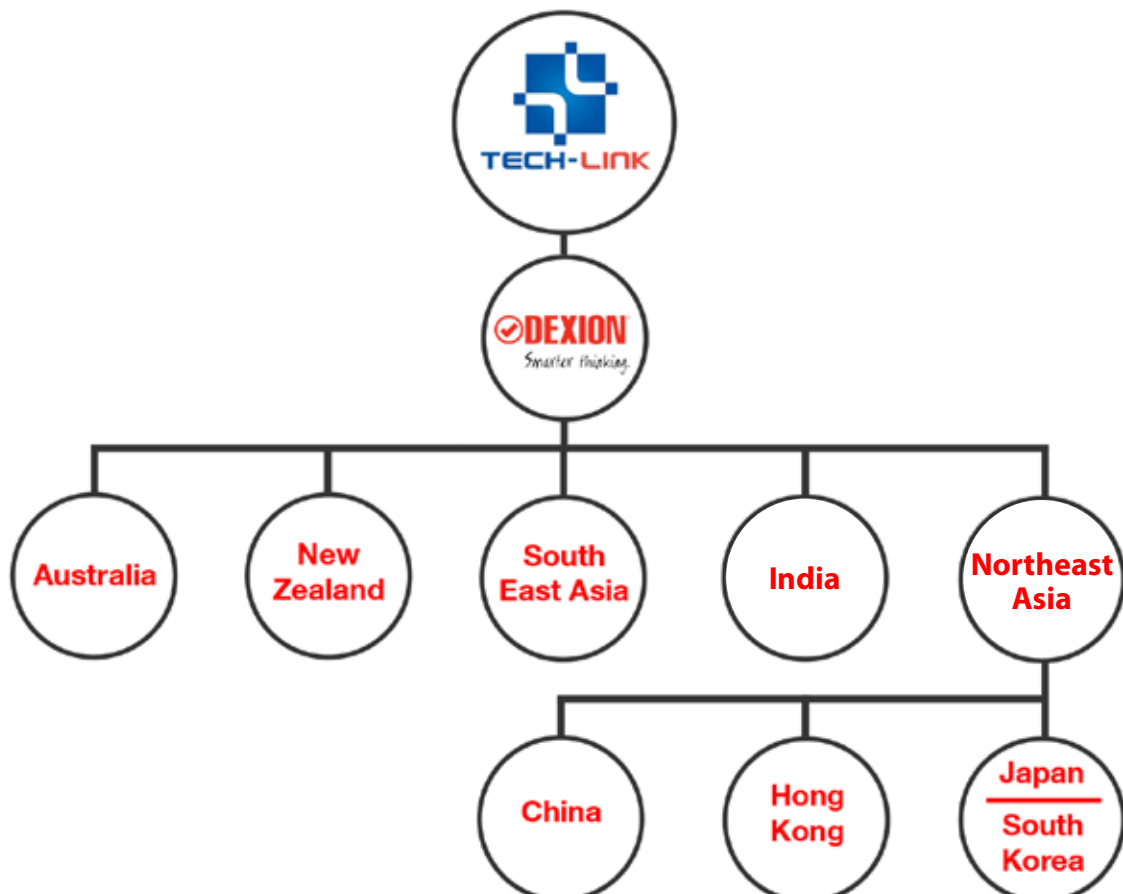 TECH-LINK
DEXION
Smarter thinking.
Australia
New
Zealand
South
East Asia
India
Northeast
Asia
China
Hong
Kong
Japan
South
Korea